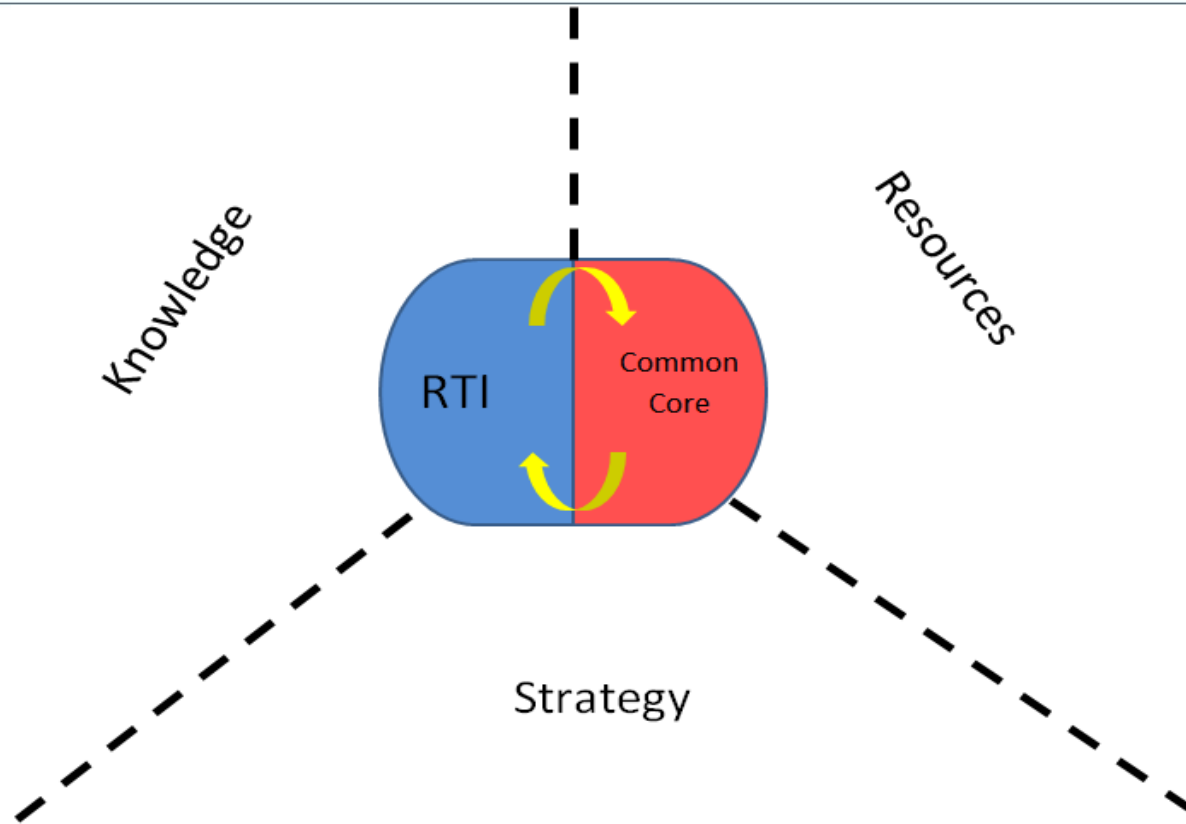 Knowledge
Resources
RTI
Common
Core
Strategy